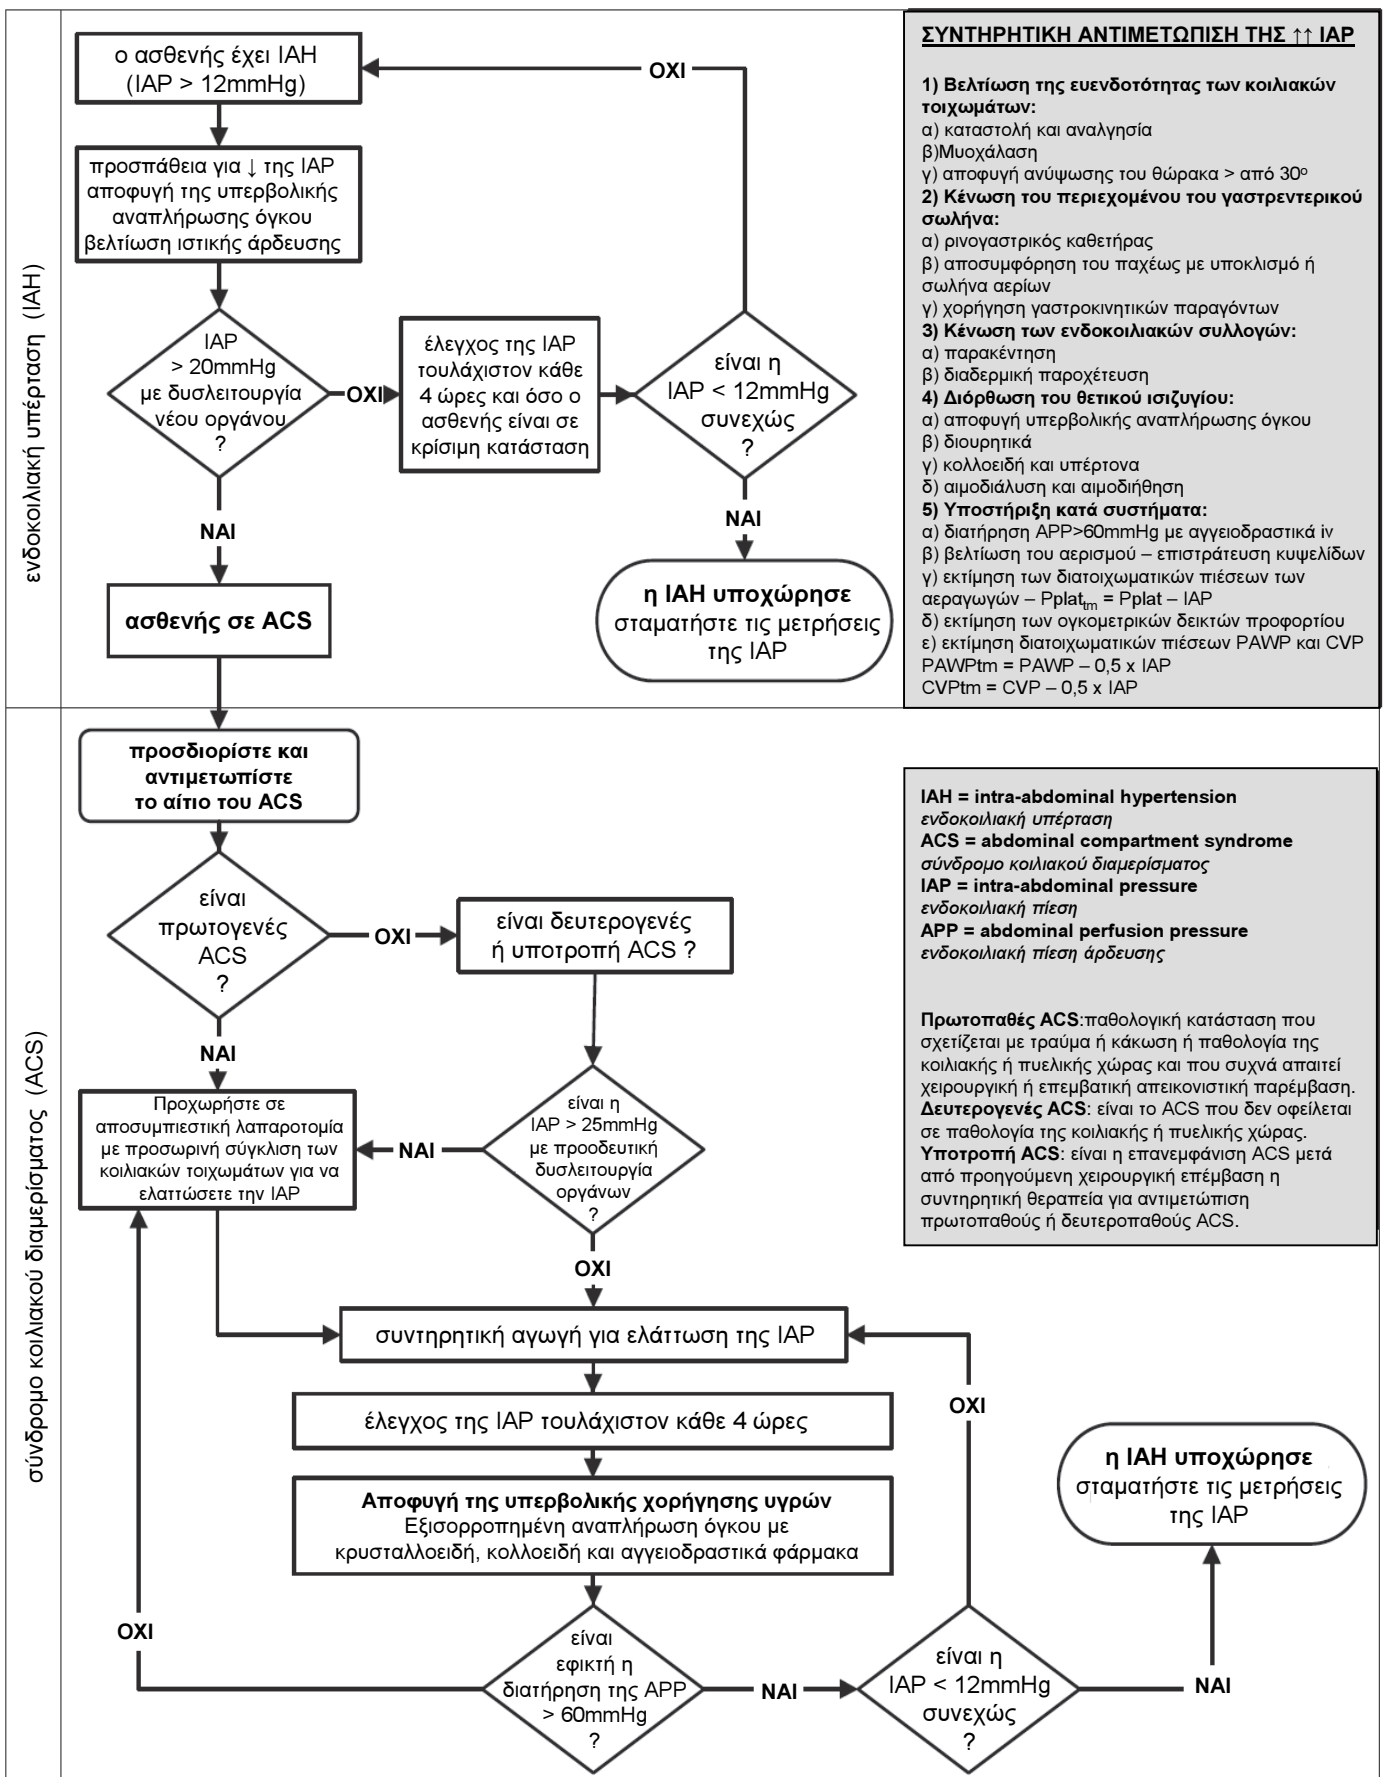 ενδοκοιλιακή υπέρταση (IAH)
ο ασθενής έχει IAH
(IAP > 12mmHg)
ΟΧΙ
προσπάθεια για ↓ της IAP
αποφυγή της υπερβολικής
αναπλήρωσης όγκου
βελτίωση ιστικής άρδευσης
IAP
> 20mmHg
με δυσλειτουργία
νέου οργάνου
?
ΟΧΙ
έλεγχος της IAP
τουλάχιστον κάθε
4 ώρες και όσο ο
ασθενής είναι σε
κρίσιμη κατάσταση
είναι η
IAP < 12mmHg
συνεχώς
?
ΝΑΙ
ΝΑΙ
ασθενής σε ACS
η IAH υποχώρησε
σταματήστε τις μετρήσεις
της IAP
ΣΥΝΤΗΡΗΤΙΚΗ ΑΝΤΙΜΕΤΩΠΙΣΗ ΤΗΣ ↑↑ IAP
1) Βελτίωση της ευενδοτότητας των κοιλιακών
τοιχωμάτων:
α) καταστολή και αναλγησία
β)Μυοχάλαση
γ) αποφυγή ανύψωσης του θώρακα > από 30º
2) Κένωση του περιεχομένου του γαστρεντερικού
σωλήνα:
α) ρινογαστρικός καθετήρας
β) αποσυμφόρηση του παχέως με υποκλισμό ή
σωλήνα αερίων
γ) χορήγηση γαστροκινητικών παραγόντων
3) Κένωση των ενδοκοιλιακών συλλογών:
α) παρακέντηση
β) διαδερμική παροχέτευση
4) Διόρθωση του θετικού ισιζυγίου:
α) αποφυγή υπερβολικής αναπλήρωσης όγκου
β) διουρητικά
γ) κολλοειδή και υπέρτονα
δ) αιμοδιάλυση και αιμοδιήθηση
5) Υποστήριξη κατά συστήματα:
α) διατήρηση APP>60mmHg με αγγειοδραστικά iv
β) βελτίωση του αερισμού – επιστράτευση κυψελίδων
γ) εκτίμηση των διατοιχωματικών πιέσεων των
αεραγωγών – Pplattm = Pplat – IAP
δ) εκτίμηση των ογκομετρικών δεικτών προφορτίου
ε) εκτίμηση διατοιχωματικών πιέσεων PAWP και CVP
PAWPtm = PAWP – 0,5 x IAP
CVPtm = CVP – 0,5 x IAP
σύνδρομο κοιλιακού διαμερίσματος (ACS)
προσδιορίστε και
αντιμετωπίστε
το αίτιο του ACS
είναι
πρωτογενές
ACS
?
ΟΧΙ
είναι δευτερογενές
ή υποτροπή ACS ?
ΝΑΙ
Προχωρήστε σε
αποσυμπιεστική λαπαροτομία
με προσωρινή σύγκλιση των
κοιλιακών τοιχωμάτων για να
ελαττώσετε την IAP
ΝΑΙ
είναι η
IAP > 25mmHg
με προοδευτική
δυσλειτουργία
οργάνων
?
ΟΧΙ
συντηρητική αγωγή για ελάττωση της IAP
έλεγχος της IAP τουλάχιστον κάθε 4 ώρες
ΟΧΙ
Αποφυγή της υπερβολικής χορήγησης υγρών
Εξισορροπημένη αναπλήρωση όγκου με
κρυσταλλοειδή, κολλοειδή και αγγειοδραστικά φάρμακα
ΟΧΙ
είναι
εφικτή η
διατήρηση της APP
> 60mmHg
?
ΝΑΙ
είναι η
IAP < 12mmHg
συνεχώς
?
ΝΑΙ
η IAH υποχώρησε
σταματήστε τις μετρήσεις
της IAP
IAH = intra-abdominal hypertension
ενδοκοιλιακή υπέρταση
ACS = abdominal compartment syndrome
σύνδρομο κοιλιακού διαμερίσματος
IAP = intra-abdominal pressure
ενδοκοιλιακή πίεση
APP = abdominal perfusion pressure
ενδοκοιλιακή πίεση άρδευσης
Πρωτοπαθές ACS:παθολογική κατάσταση που
σχετίζεται με τραύμα ή κάκωση ή παθολογία της
κοιλιακής ή πυελικής χώρας και που συχνά απαιτεί
χειρουργική ή επεμβατική απεικονιστική παρέμβαση.
Δευτερογενές ACS: είναι το ACS που δεν οφείλεται
σε παθολογία της κοιλιακής ή πυελικής χώρας.
Υποτροπή ACS: είναι η επανεμφάνιση ACS μετά
από προηγούμενη χειρουργική επέμβαση η
συντηρητική θεραπεία για αντιμετώπιση
πρωτοπαθούς ή δευτεροπαθούς ACS.